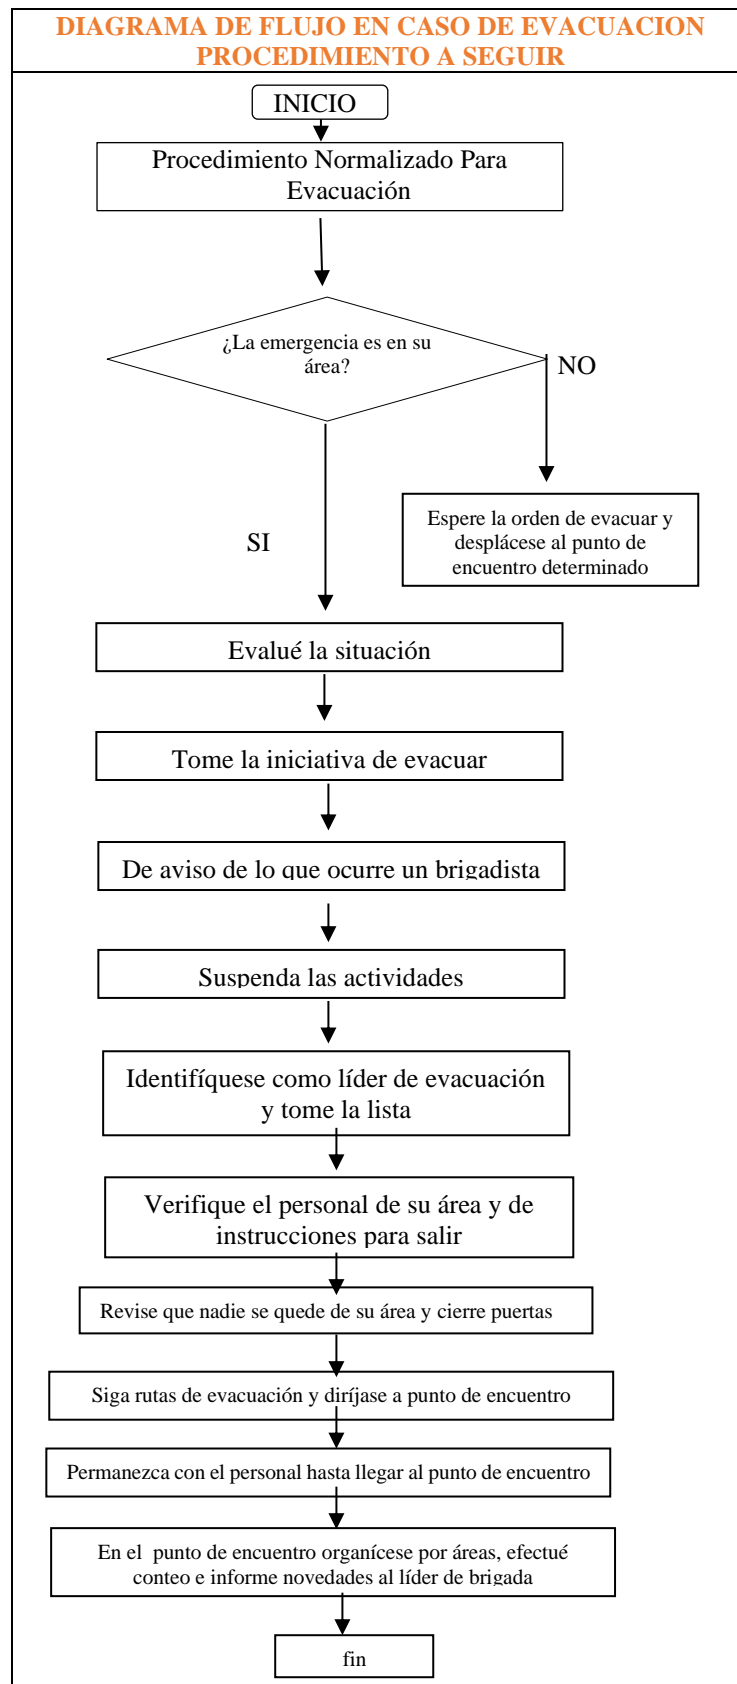 DIAGRAMA DE FLUJO EN CASO DE EVACUACION
PROCEDIMIENTO A SEGUIR
INICIO
Procedimiento Normalizado Para
Evacuación
¿La emergencia es en su
área?
NO
Espere la orden de evacuar y
desplácese al punto de
encuentro determinado
SI
Evalué la situación
Tome la iniciativa de evacuar
De aviso de lo que ocurre un brigadista
Suspenda las actividades
Identifíquese como líder de evacuación
y tome la lista
Verifique el personal de su área y de
instrucciones para salir
Revise que nadie se quede de su área y cierre puertas
Siga rutas de evacuación y diríjase a punto de encuentro
Permanezca con el personal hasta llegar al punto de encuentro
En el  punto de encuentro organícese por áreas, efectué
conteo e informe novedades al líder de brigada
fin